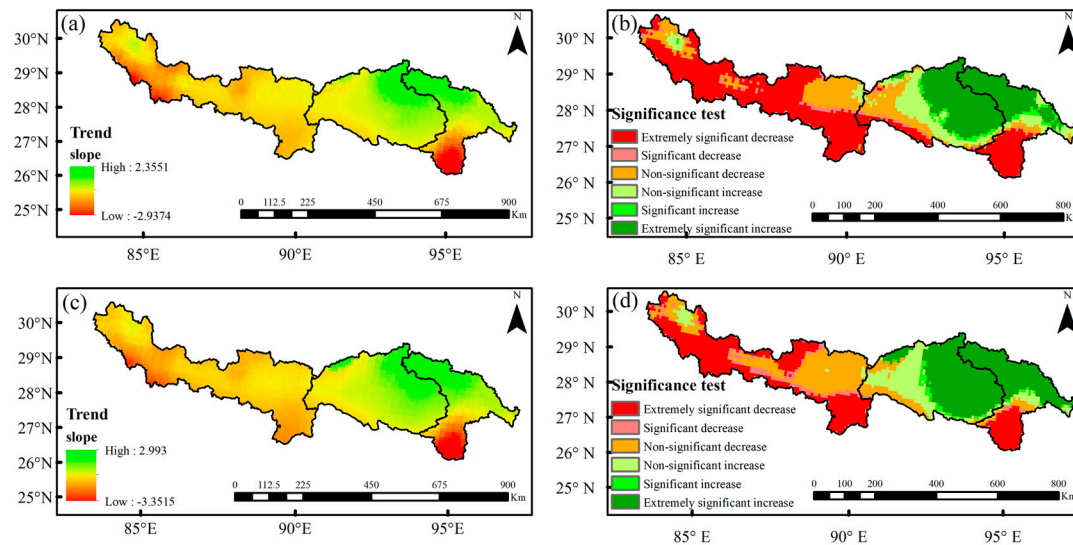 (a)
N
30°N
29°N
28°N
27°N
26°N
25°N
Trend
slope
High : 2.3551
Low : -2.9374
0 112.5 225 450 675 900
Km
85°E 90°E 95°E
(b)
N
30°N
29°N
28°N
27°N
26°N
25°N
Significance test
Extremely significant decrease
Significant decrease
Non-significant decrease
Non-significant increase
Significant increase
Extremely significant increase
0 100 200 400 600 800
Km
85° E 90° E 95° E
(c)
N
30°N
29°N
28°N
27°N
26°N
25°N
Trend
slope
High : 2.993
Low : -3.3515
0 112.5 225 450 675 900
Km
85°E 90°E 95°E
(d)
N
30°N
29°N
28°N
27°N
26°N
25°N
Significance test
Extremely significant decrease
Significant decrease
Non-significant decrease
Non-significant increase
Significant increase
Extremely significant increase
0 100 200 400 600 800
Km
85° E 90° E 95° E